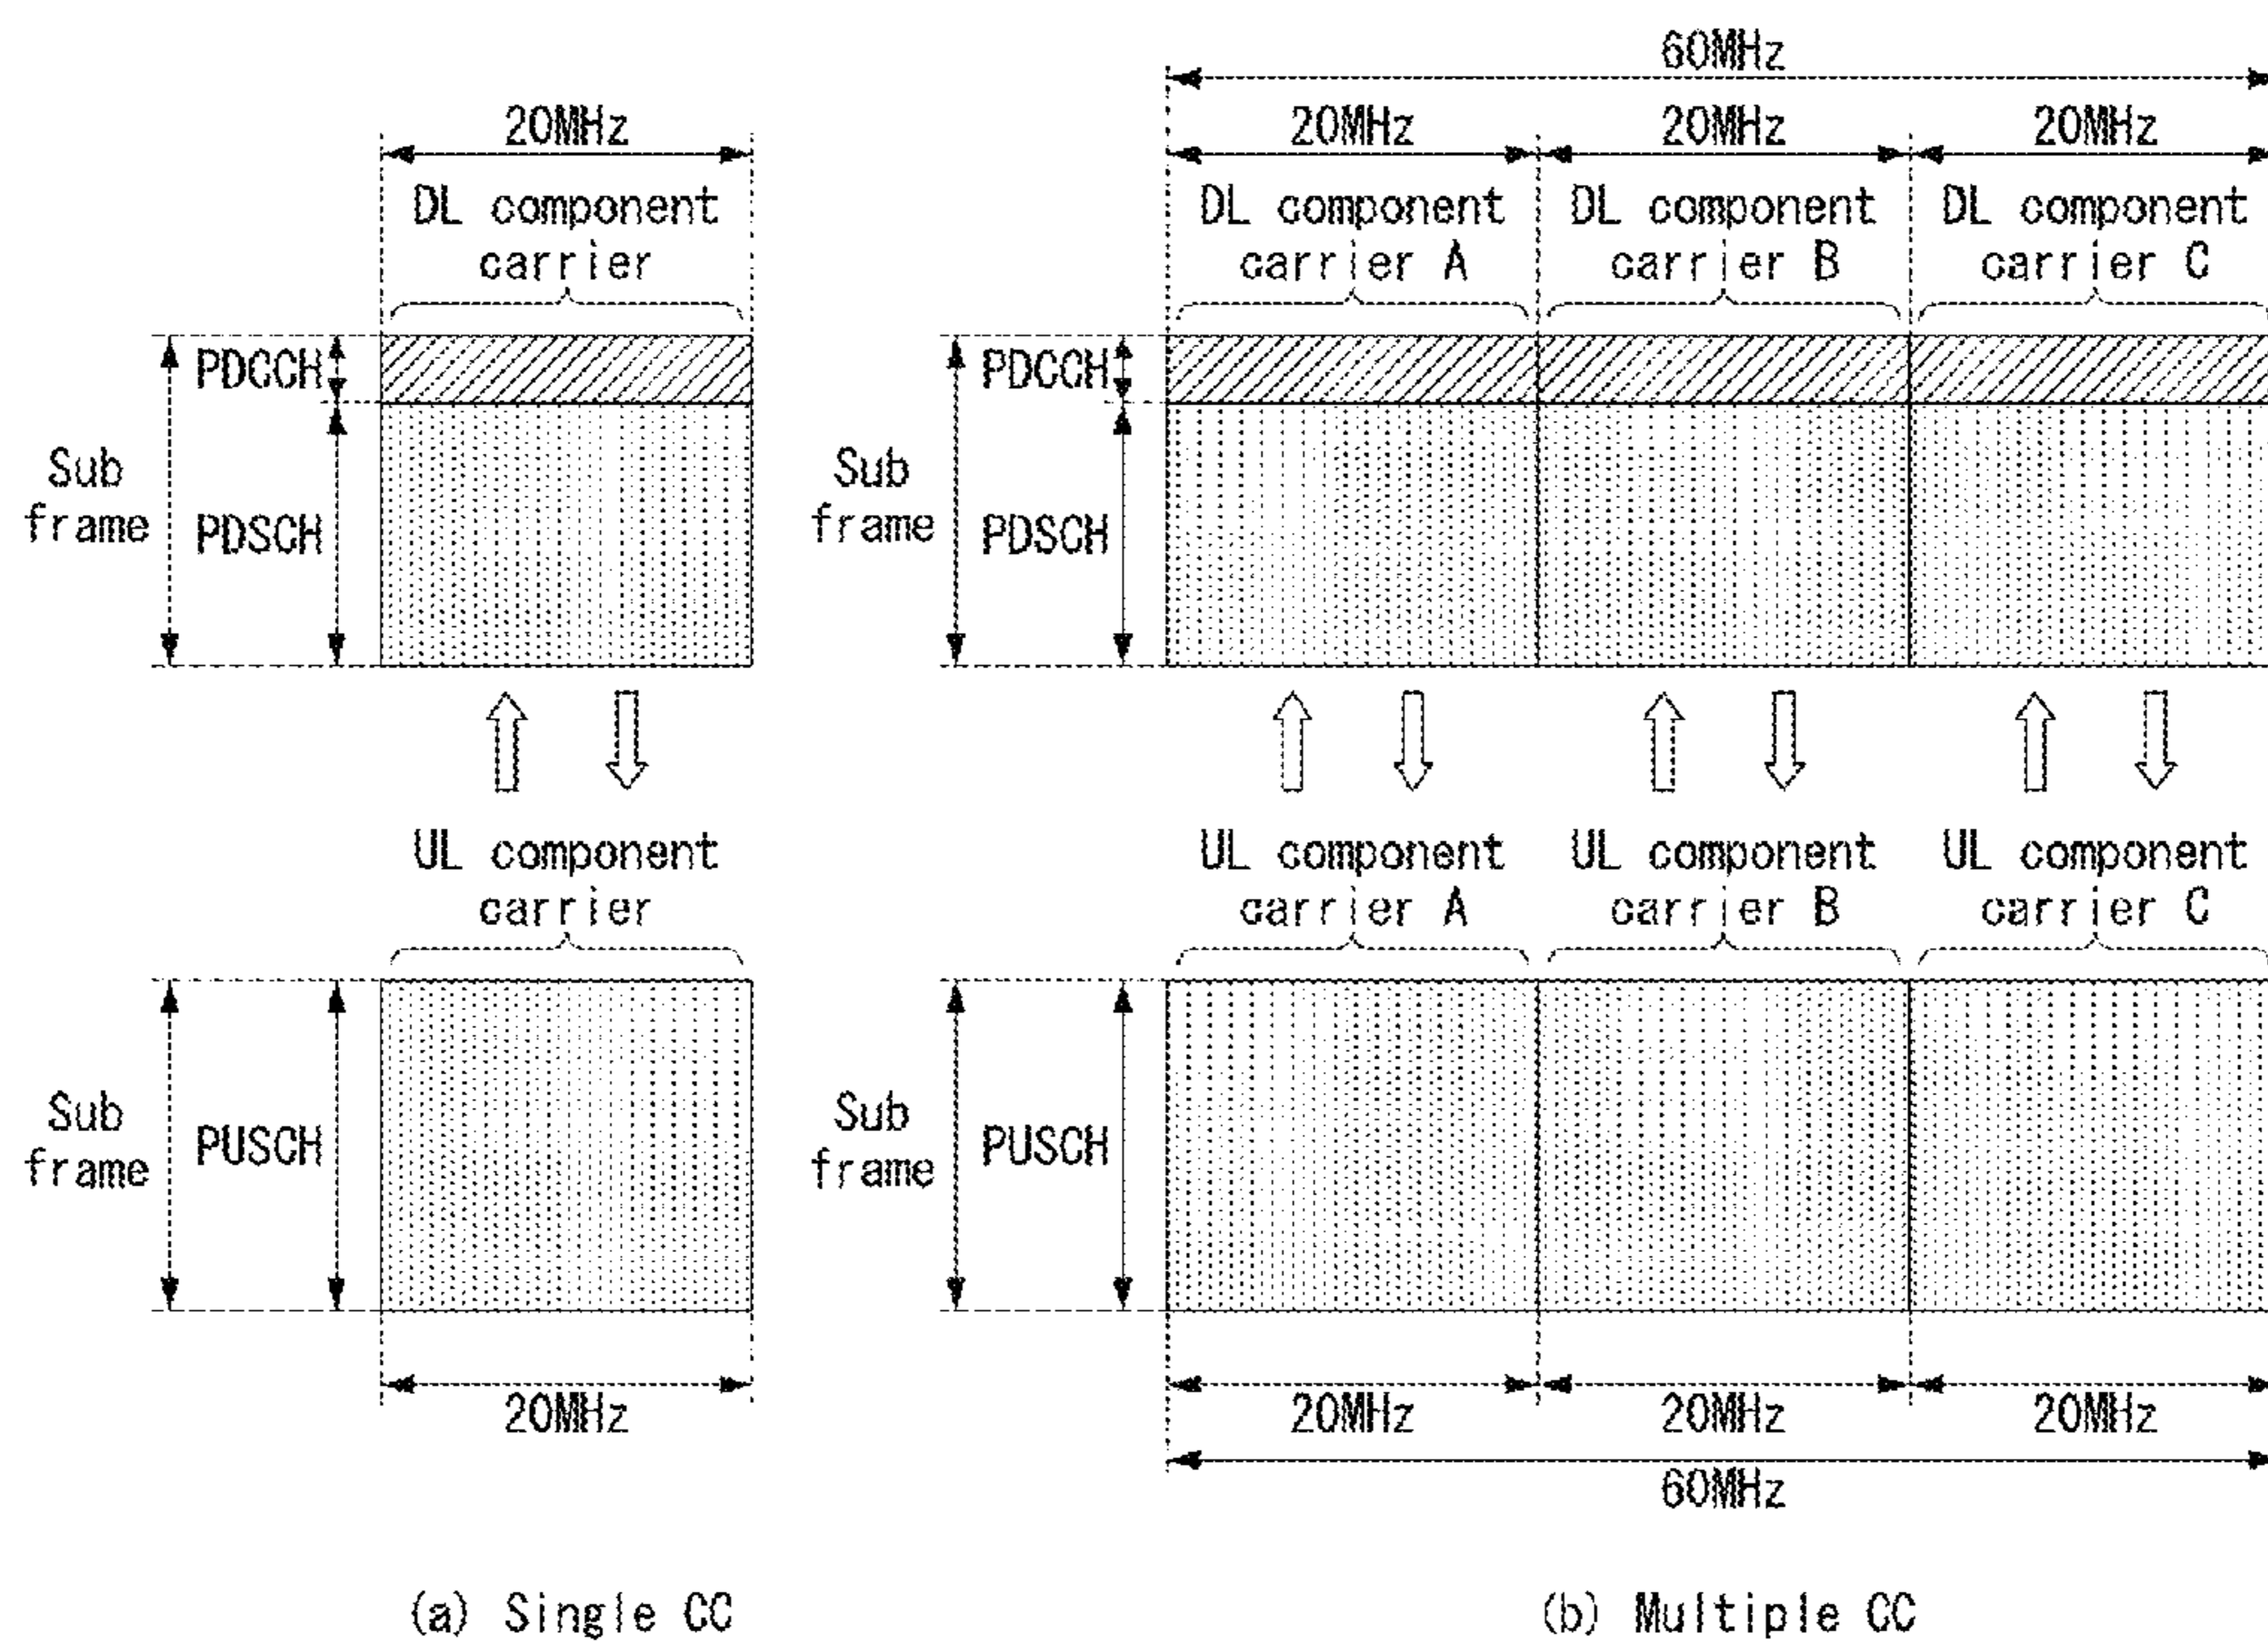 60MHz
20MHz
20MHz
20MHz
20MHz
DL component
carrier
DL component
carrier A
DL component
carrier B
DL component
carrier C
PDCCH
PDCCH
Sub
frame
PDSCH
Sub
frame
PDSCH
UL component
carrier
UL component
carrier A
UL component
carrier B
UL component
carrier C
Sub
frame
PUSCH
Sub
frame
PUSCH
20MHz
20MHz
20MHz
20MHz
60MHz
(a) Single CC
(b) Multiple CC